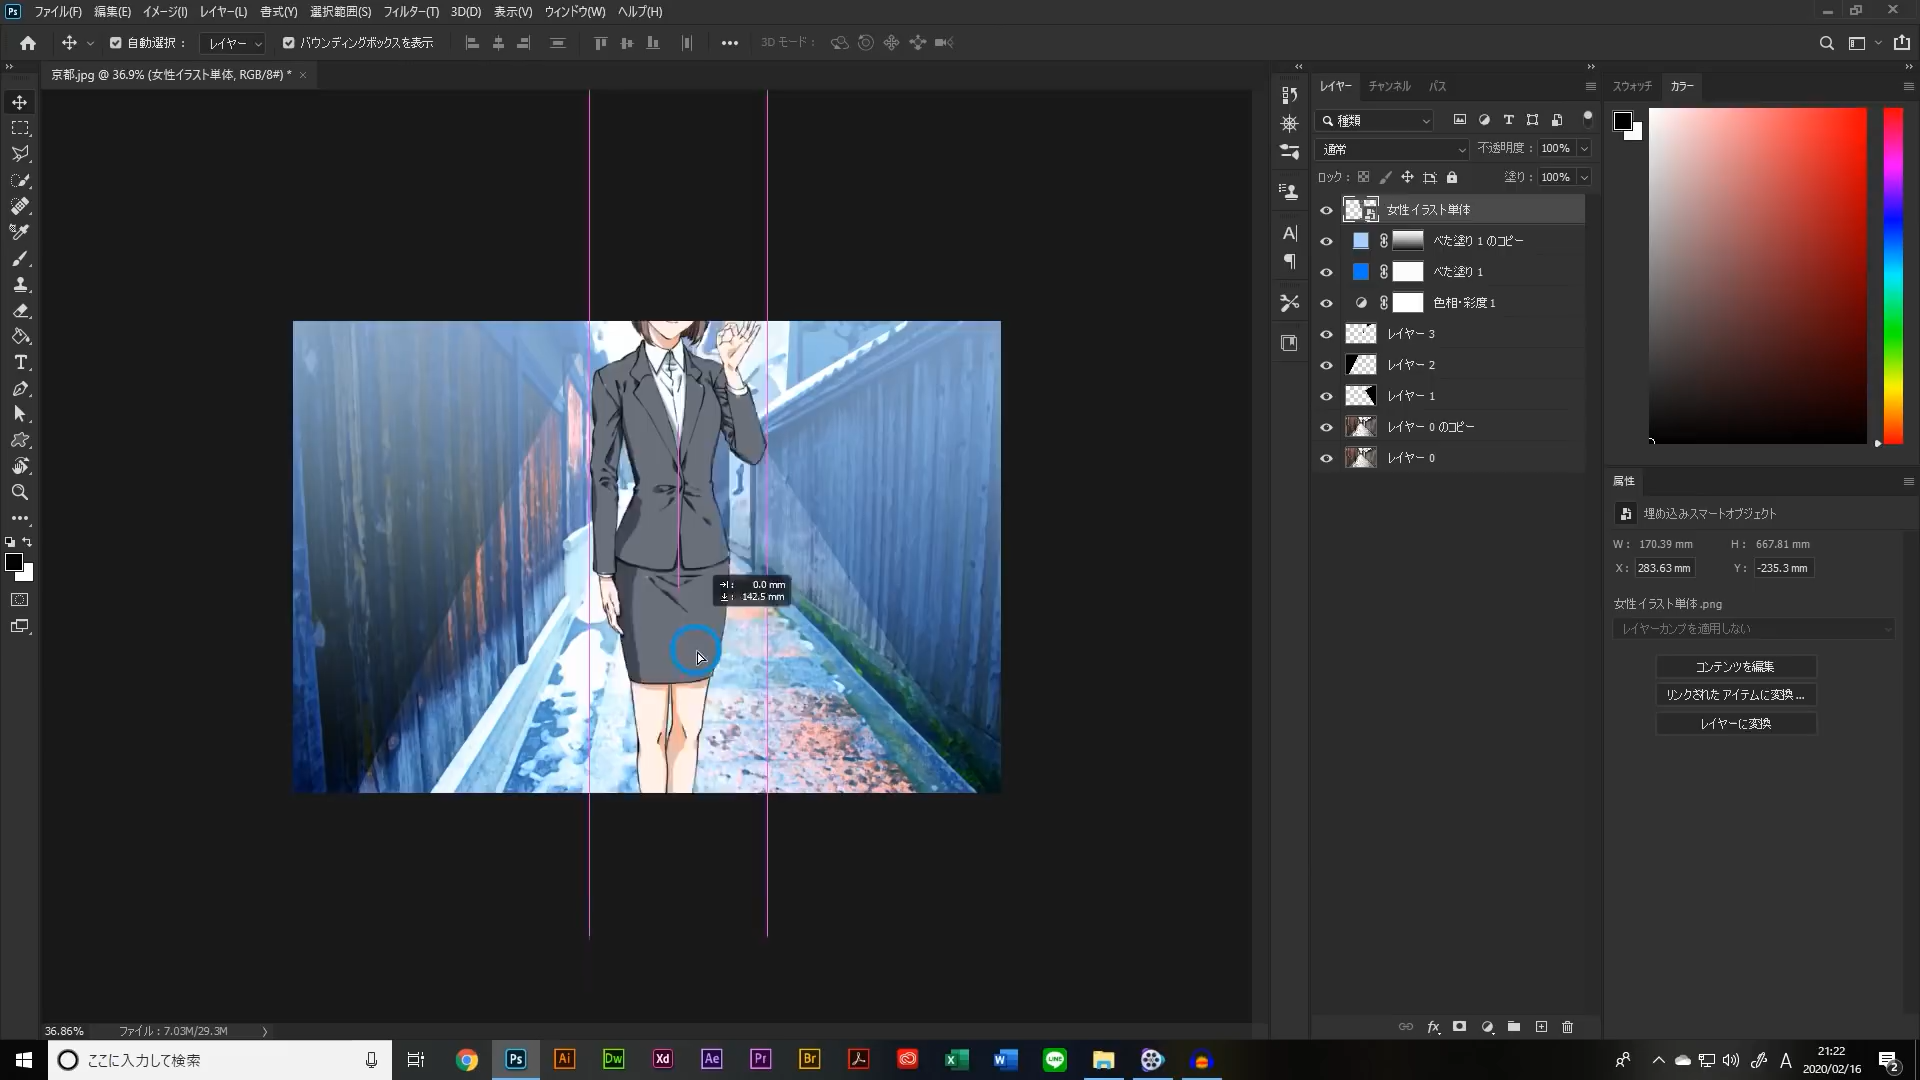 Ps ファイル(F) 編集(E) イメージ(I) レイヤー(L) 書式(Y) 選択範囲(S) フィルター(T) 3D(D) 表示(V) ウィンドウ(W) ヘルプ(H)
自動選択： レイヤー バウンディングボックスを表示 3D モード：
京都.jpg @ 36.9% (女性イラスト単体, RGB/8#) *
レイヤー チャンネル パス
スウォッチ カラー
種類
通常 不透明度： 100%
ロック： 塗り： 100%
女性イラスト単体
べた塗り 1 のコピー
べた塗り 1
色相・彩度 1
レイヤー 3
レイヤー 2
レイヤー 1
レイヤー 0 のコピー
レイヤー 0
属性
埋め込みスマートオブジェクト
W： 170.39 mm H： 667.81 mm
X： 283.63 mm Y： -235.3 mm
女性イラスト単体.png
レイヤーカンプを適用しない
コンテンツを編集
リンクされた アイテムに変換 ...
レイヤーに変換
0.0 mm
142.5 mm
36.86% ファイル：7.03M/29.3M
ここに入力して検索
Ps Ai Dw Xd Ae Pr Br
LINE
A
21:22
2020/02/16
2